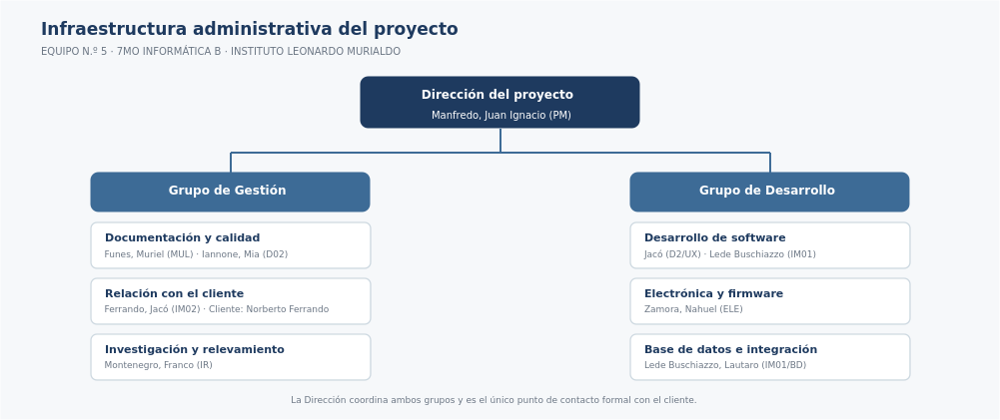 Infraestructura administrativa del proyecto
EQUIPO N.º 5 · 7MO INFORMÁTICA B · INSTITUTO LEONARDO MURIALDO
Dirección del proyecto
Manfredo, Juan Ignacio (PM)
Grupo de Gestión
Documentación y calidad
Funes, Muriel (MUL) · Iannone, Mia (D02)
Relación con el cliente
Ferrando, Jacó (IM02) · Cliente: Norberto Ferrando
Investigación y relevamiento
Montenegro, Franco (IR)
Grupo de Desarrollo
Desarrollo de software
Jacó (D2/UX) · Lede Buschiazzo (IM01)
Electrónica y firmware
Zamora, Nahuel (ELE)
Base de datos e integración
Lede Buschiazzo, Lautaro (IM01/BD)
La Dirección coordina ambos grupos y es el único punto de contacto formal con el cliente.